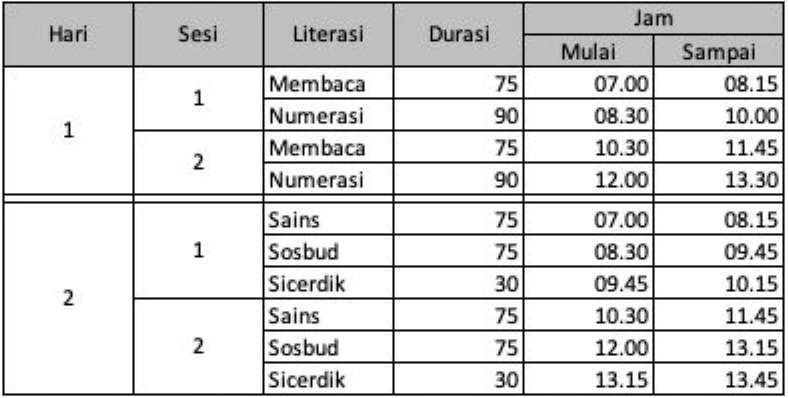 Hari Sesi Literasi Durasi Jam
Mulai Sampai
1 1 Membaca 75 07.00 08.15
Numerasi 90 08.30 10.00
2 Membaca 75 10.30 11.45
Numerasi 90 12.00 13.30
2 1 Sains 75 07.00 08.15
Sosbud 75 08.30 09.45
Sicerdik 30 09.45 10.15
2 Sains 75 10.30 11.45
Sosbud 75 12.00 13.15
Sicerdik 30 13.15 13.45